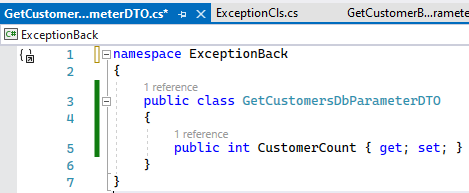 GetCustomer...meterDTO.cs* ExceptionCls.cs GetCustomerB...rame
C# ExceptionBack
1 namespace ExceptionBack
2 {
1 reference
3 public class GetCustomersDbParameterDTO
4 {
1 reference
5 public int CustomerCount { get; set; }
6 }
7 }